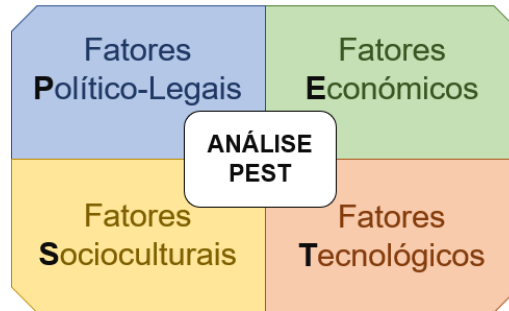 Fatores
Político-Legais
Fatores
Económicos
ANÁLISE
PEST
Fatores
Socioculturais
Fatores
Tecnológicos